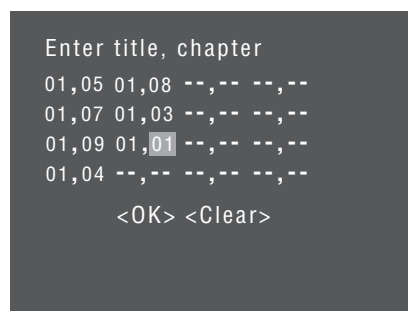 Enter title, chapter
01,05 01,08 --,-- --,--
01,07 01,03 --,-- --,--
01,09 01,01 --,-- --,--
01,04 --,-- --,-- --,--
<OK> <Clear>